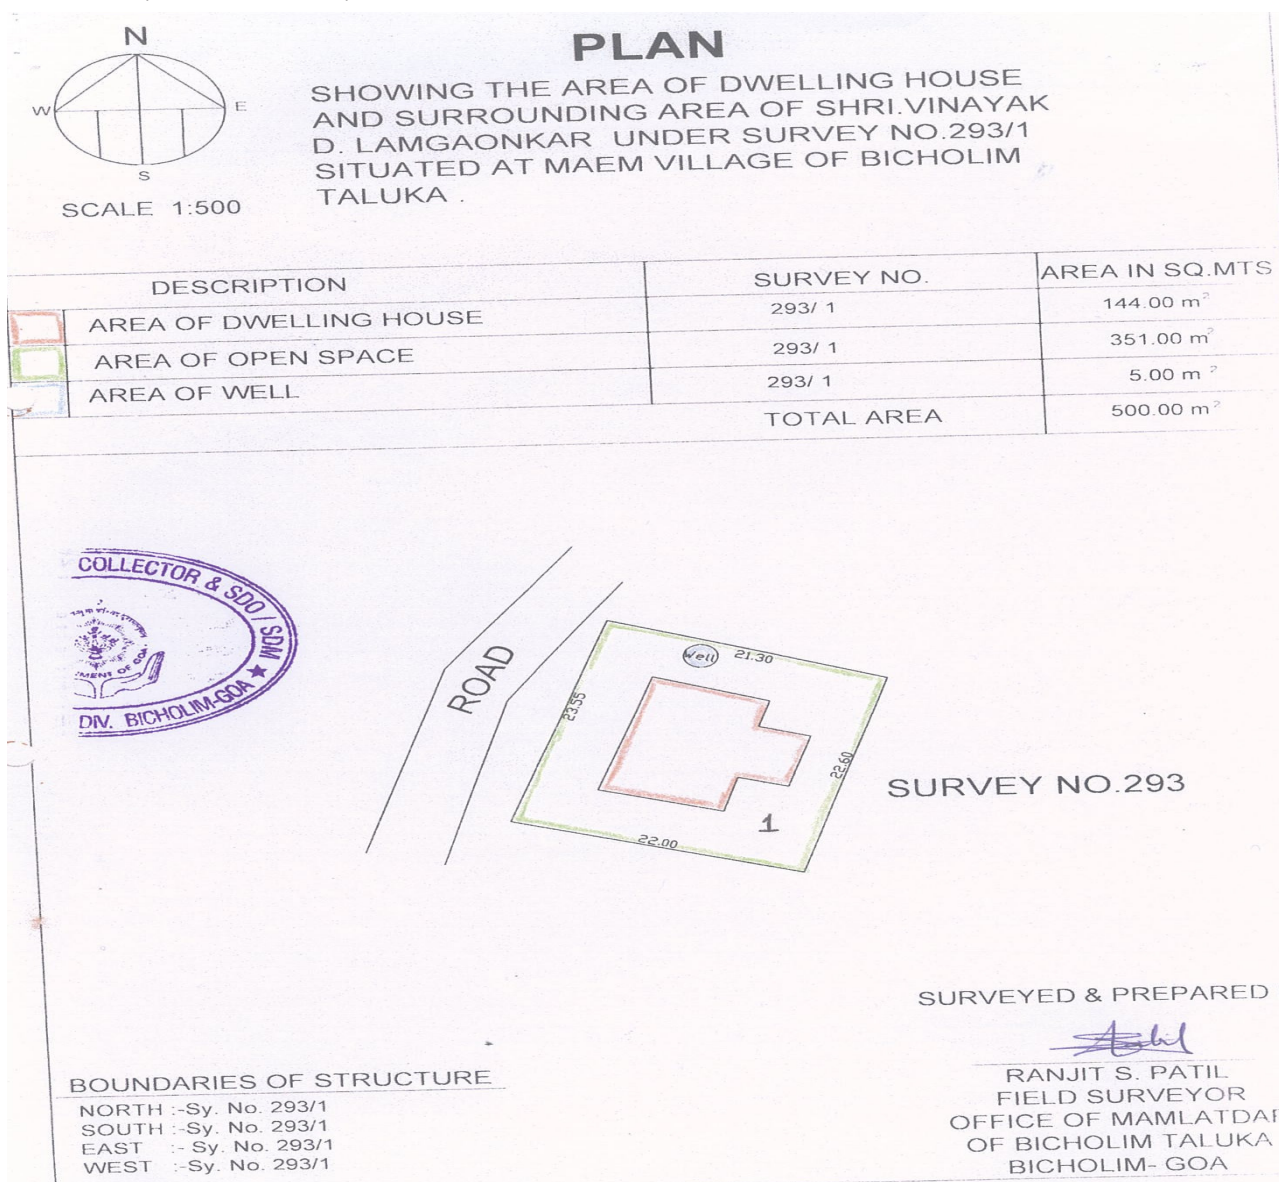 N
W
E
S
SCALE 1:500
PLAN
SHOWING THE AREA OF DWELLING HOUSE
AND SURROUNDING AREA OF SHRI.VINAYAK
D. LAMGAONKAR UNDER SURVEY NO.293/1
SITUATED AT MAEM VILLAGE OF BICHOLIM
TALUKA .
DESCRIPTION SURVEY NO. AREA IN SQ.MTS
AREA OF DWELLING HOUSE 293/ 1 144.00 m²
AREA OF OPEN SPACE 293/ 1 351.00 m²
AREA OF WELL 293/ 1 5.00 m²
TOTAL AREA 500.00 m²
COLLECTOR & SDO / SDM ★
DIV. BICHOLIM-GOA
MENT OF GOA
ROAD
Well
21.30
23.55
22.60
22.00
1
SURVEY NO.293
SURVEYED & PREPARED
RANJIT S. PATIL
FIELD SURVEYOR
OFFICE OF MAMLATDAR
OF BICHOLIM TALUKA
BICHOLIM- GOA
BOUNDARIES OF STRUCTURE
NORTH :-Sy. No. 293/1
SOUTH :-Sy. No. 293/1
EAST :- Sy. No. 293/1
WEST :-Sy. No. 293/1